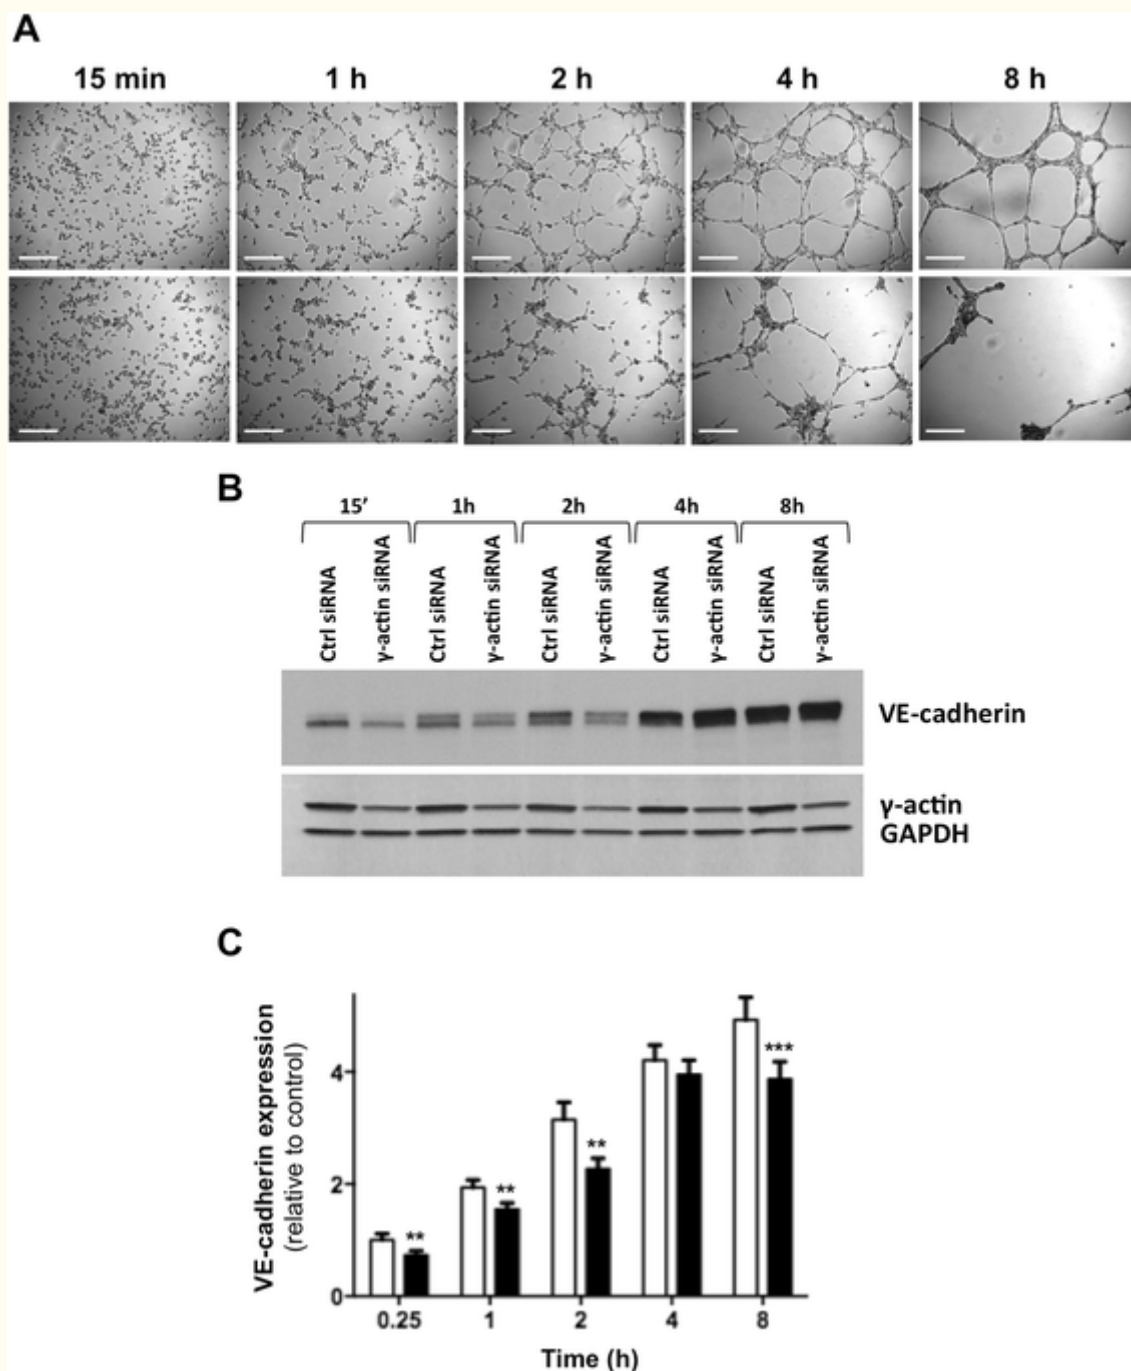 A
15 min 1 h 2 h 4 h 8 h
B
15′ 1h 2h 4h 8h
Ctrl siRNA γ-actin siRNA Ctrl siRNA γ-actin siRNA Ctrl siRNA γ-actin siRNA Ctrl siRNA γ-actin siRNA Ctrl siRNA γ-actin siRNA
VE-cadherin
γ-actin
GAPDH
C
VE-cadherin expression
(relative to control)
***
4
**
2
**
**
0
0.25 1 2 4 8
Time (h)